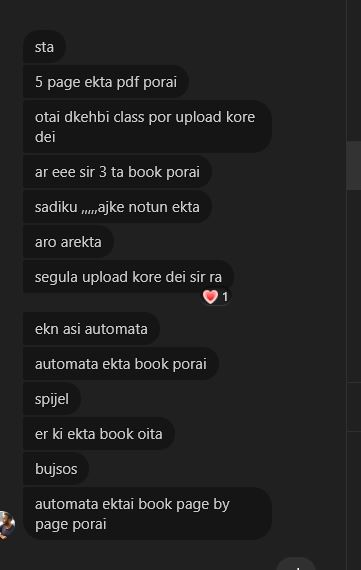 sta
5 page ekta pdf porai
otai dkehbi class por upload kore
dei
ar eee sir 3 ta book porai
sadiku ,,,,,ajke notun ekta
aro arekta
segula upload kore dei sir ra
1
ekn asi automata
automata ekta book porai
spijel
er ki ekta book oita
bujsos
automata ektai book page by
page porai